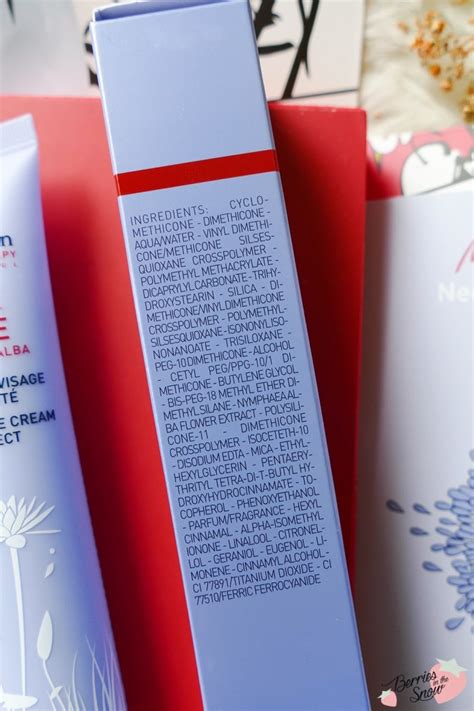 INGREDIENTS: CYCLO-
METHICONE - DIMETHICONE -
AQUA/WATER - VINYL DIMETHI-
CONE/METHICONE SILSES-
QUIOXANE CROSSPOLYMER -
POLYMETHYL METHACRYLATE -
DICAPRYLYL CARBONATE - TRIHY-
DROXYSTEARIN - SILICA - DI-
METHICONE/VINYL DIMETHICONE
CROSSPOLYMER - POLYMETHYL
SILSESQUIOXANE - ISONONYL ISO-
NONANOATE - TRISILOXANE -
PEG-10 DIMETHICONE - ALCOHOL
- CETYL PEG/PPG-10/1 DI-
METHICONE - BUTYLENE GLYCOL
- BIS-PEG-18 METHYL ETHER DI-
METHYLSILANE - NYMPHAEA AL-
BA FLOWER EXTRACT - POLYSILI-
CONE-11 - DIMETHICONE
CROSSPOLYMER - ISOCETETH-10
- DISODIUM EDTA - MICA - ETHYL-
HEXYLGLYCERIN - PENTAERY-
THRITYL TETRA-DI-T-BUTYL HY-
DROXYHYDROCINNAMATE - TO-
COPHEROL - PHENOXYETHANOL
- PARFUM/FRAGRANCE - HEXYL
CINNAMAL - ALPHA-ISOMETHYL
IONONE - LINALOOL - CITRONEL-
LOL - GERANIOL - EUGENOL - LI-
MONENE - CINNAMYL ALCOHOL -
CI 77891/TITANIUM DIOXIDE - CI
77510/FERRIC FERROCYANIDE
E
ALBA
VISAGE
TÉ
E CREAM
ECT
Ne
Berries
in the
Snow